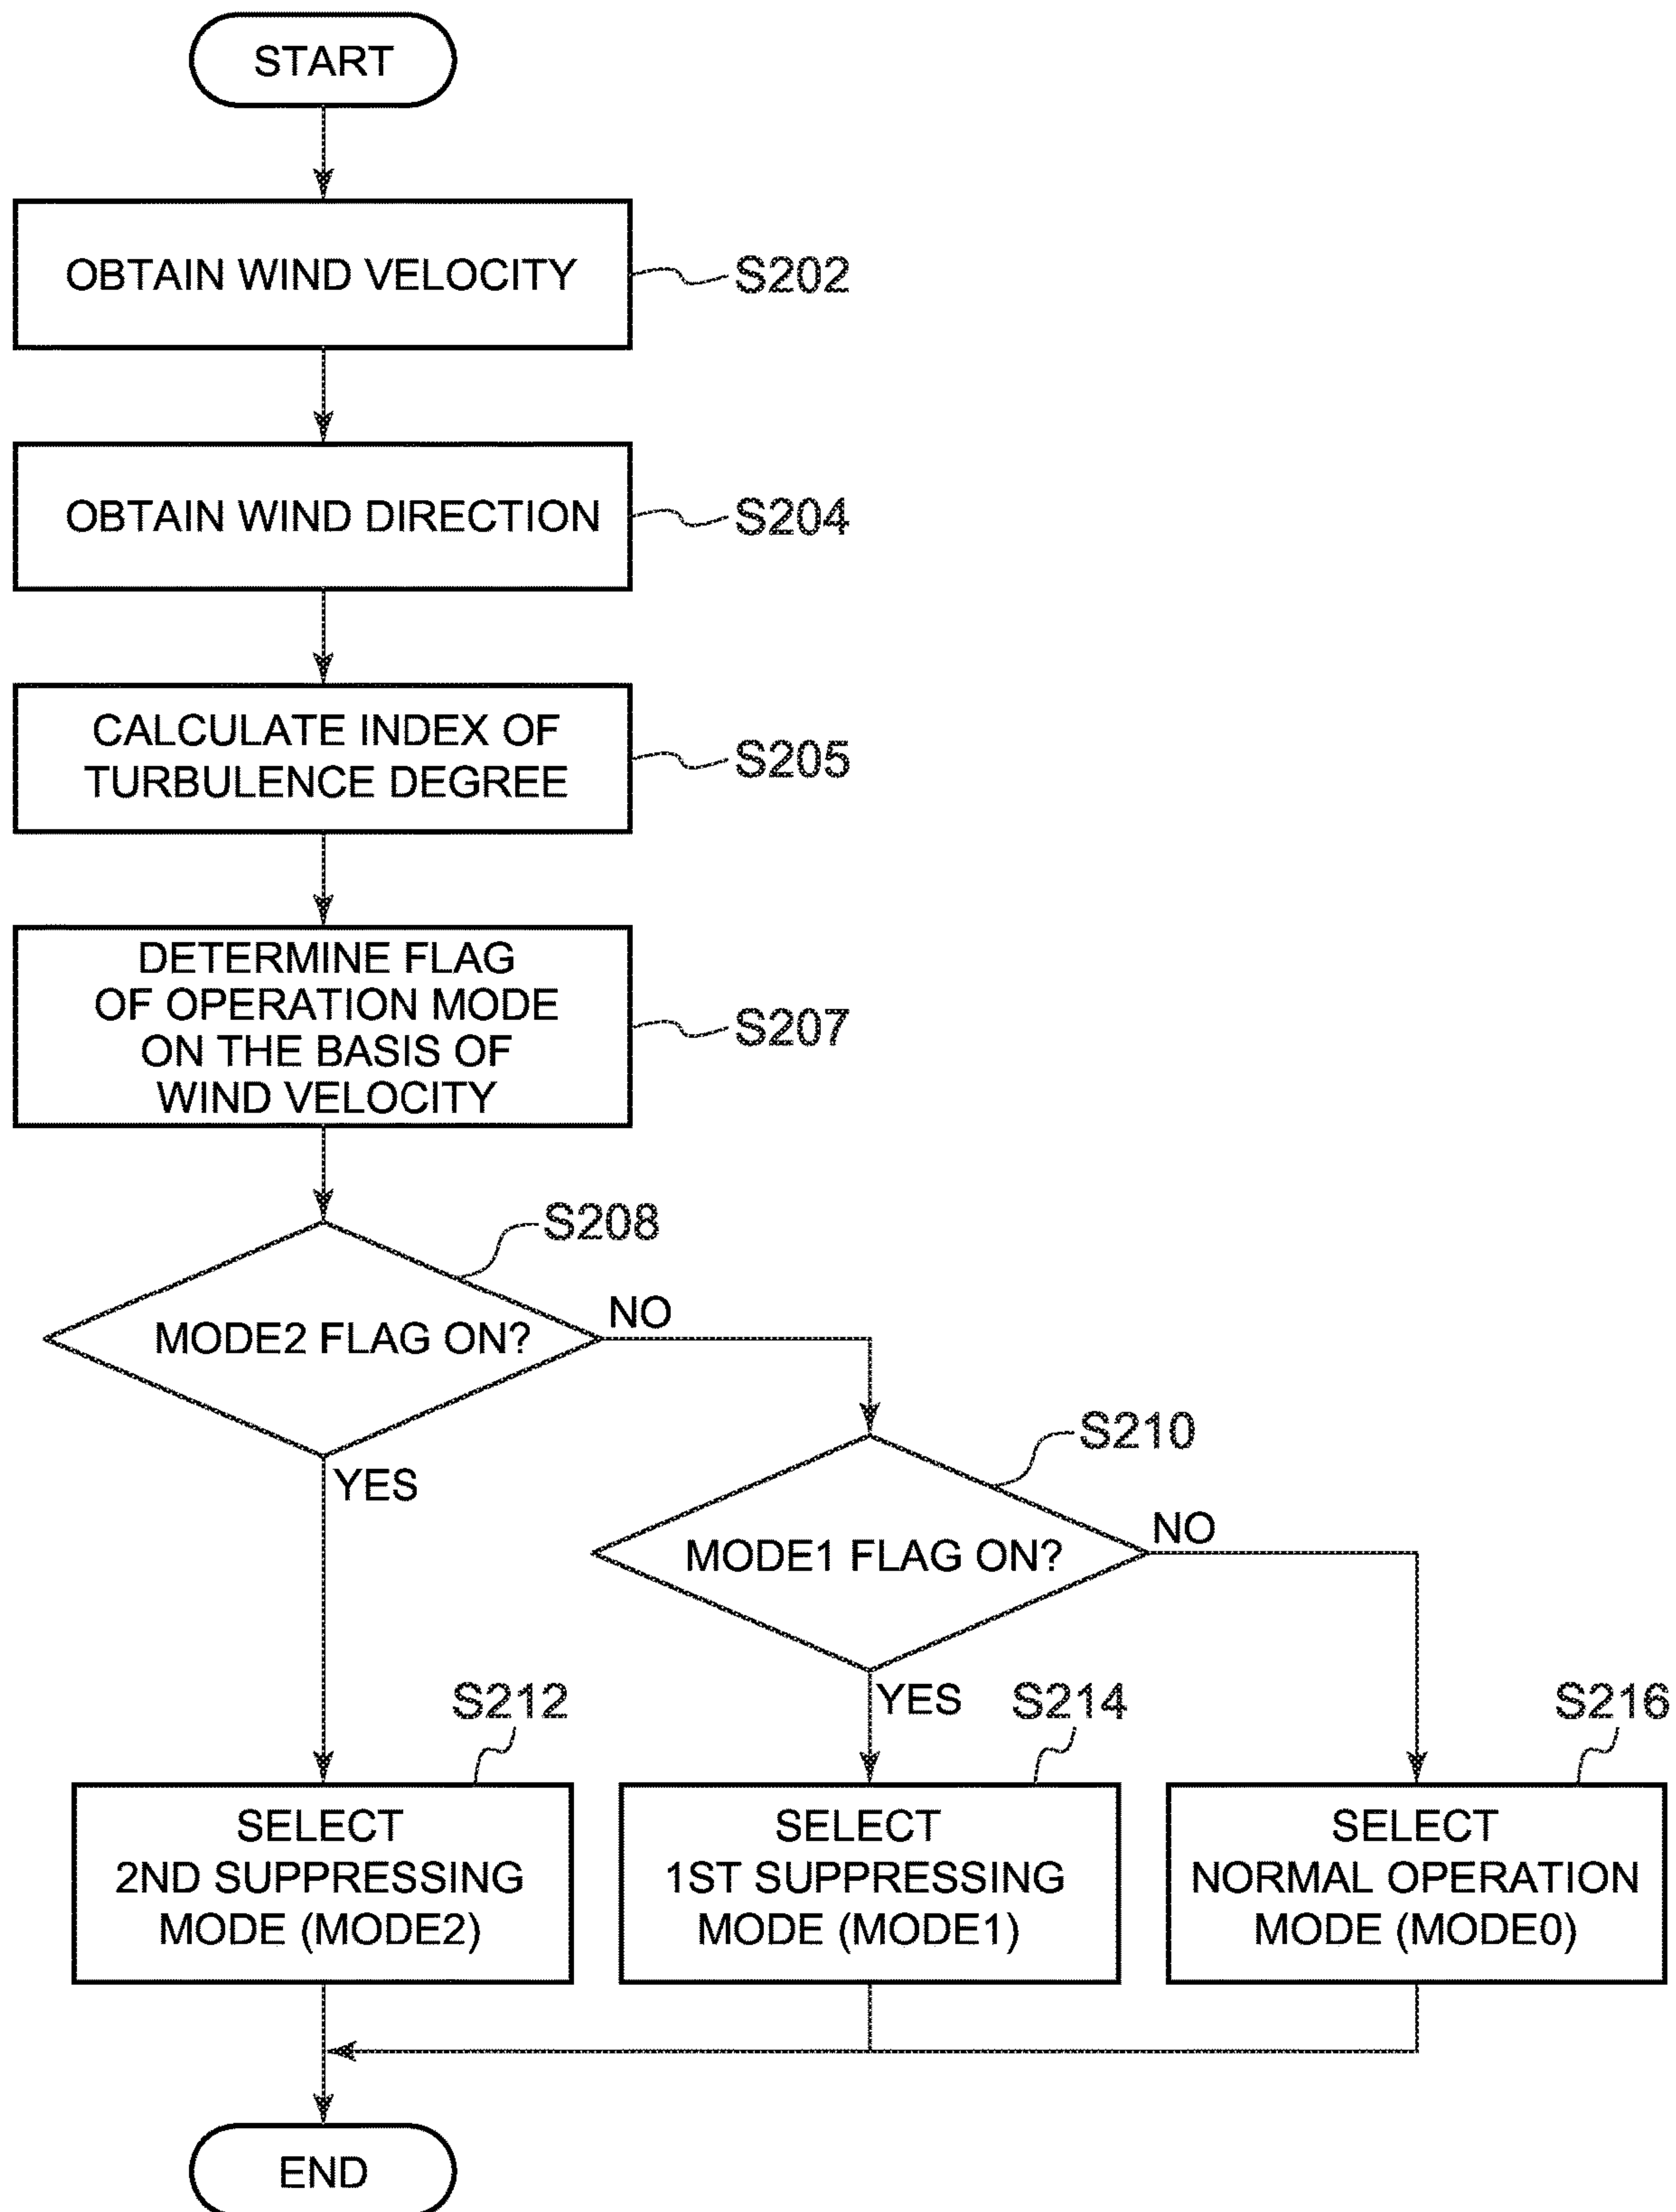 START
OBTAIN WIND VELOCITY
S202
OBTAIN WIND DIRECTION
S204
CALCULATE INDEX OF
TURBULENCE DEGREE
S205
DETERMINE FLAG
OF OPERATION MODE
ON THE BASIS OF
WIND VELOCITY
S207
S208
MODE2 FLAG ON?
NO
YES
S210
MODE1 FLAG ON?
NO
YES
S212
SELECT
2ND SUPPRESSING
MODE (MODE2)
S214
SELECT
1ST SUPPRESSING
MODE (MODE1)
S216
SELECT
NORMAL OPERATION
MODE (MODE0)
END